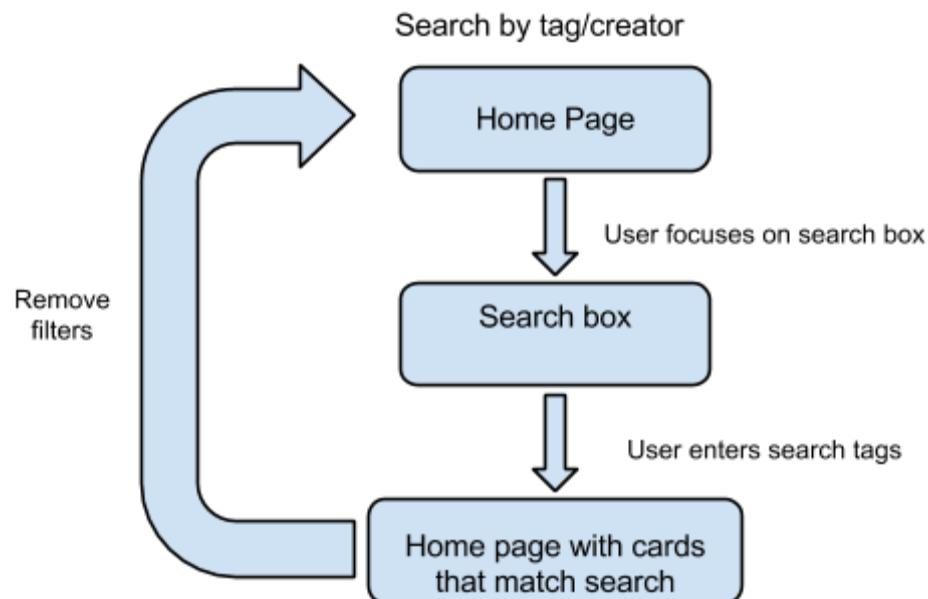 Search by tag/creator
Home Page
User focuses on search box
Search box
Remove
filters
User enters search tags
Home page with cards
that match search